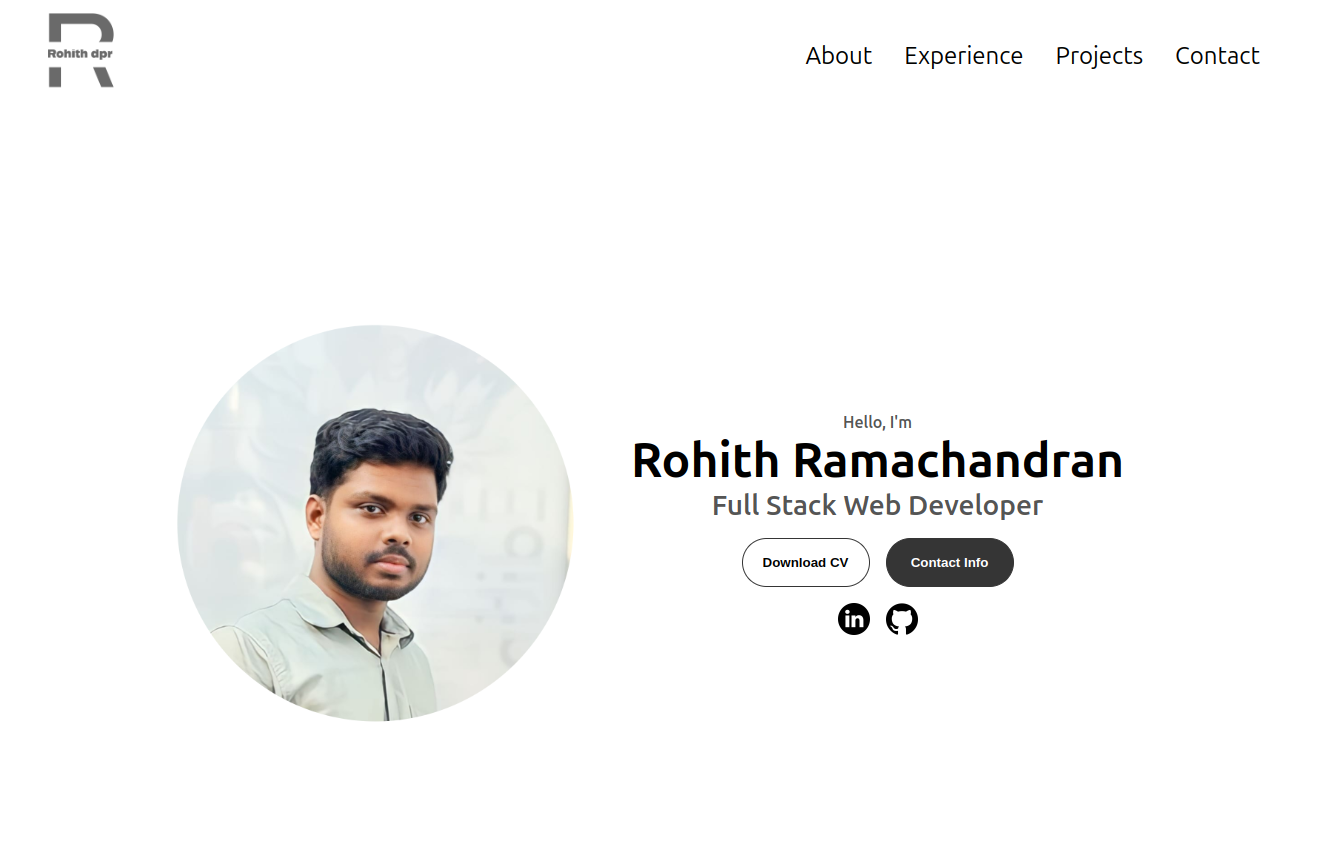 Rohith dpr
About Experience Projects Contact
Hello, I'm
Rohith Ramachandran
Full Stack Web Developer
Download CV Contact Info
in